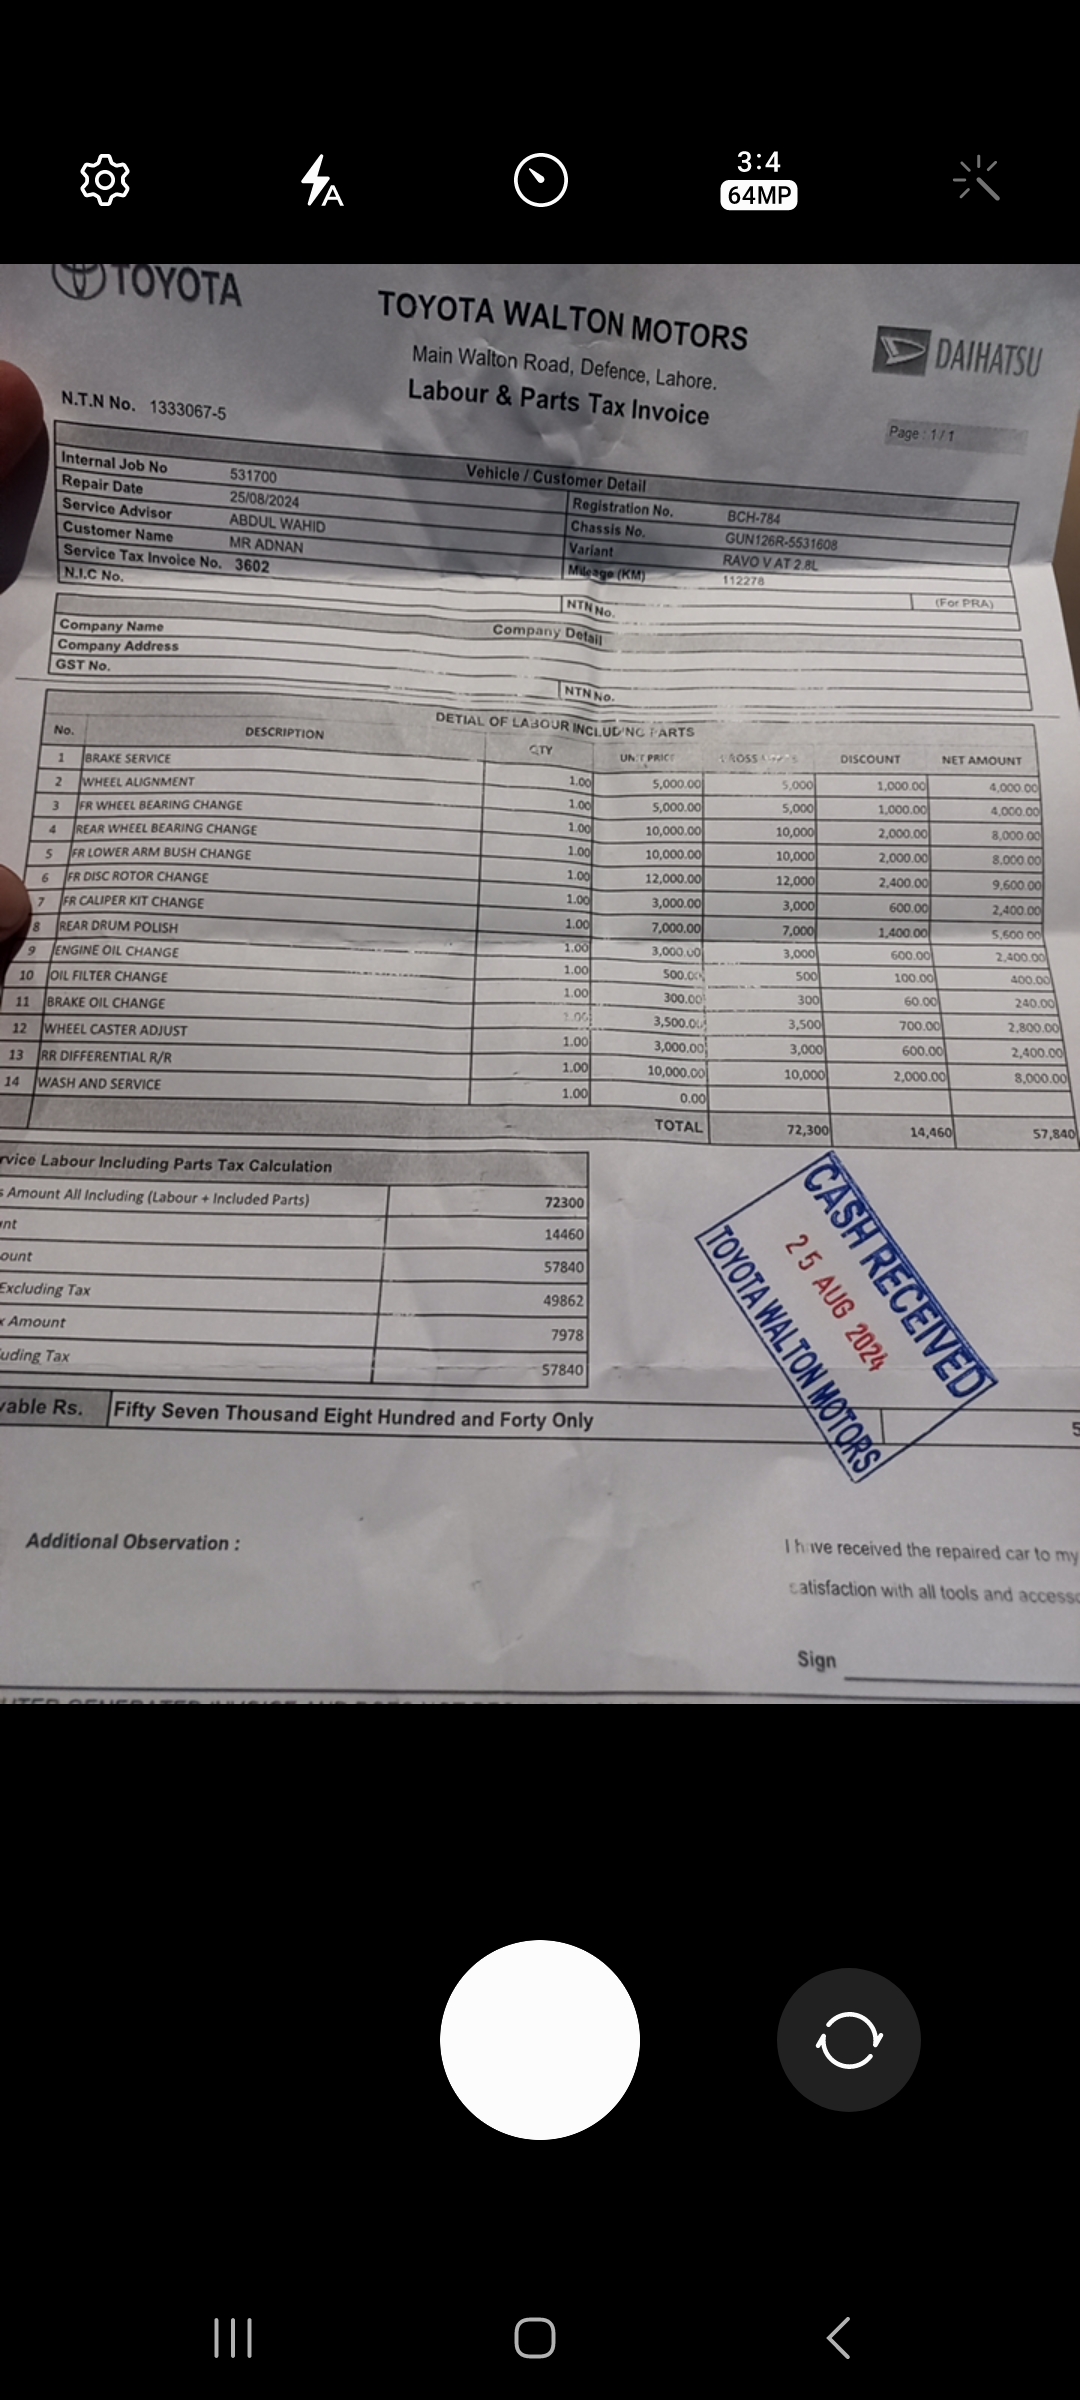 3:4
64MP
TOYOTA
TOYOTA WALTON MOTORS
DAIHATSU
Main Walton Road, Defence, Lahore.
Labour & Parts Tax Invoice
N.T.N No. 1333067-5
Page : 1 / 1
Vehicle / Customer Detail
Internal Job No 531700 Registration No. BCH-784
Repair Date 25/08/2024 Chassis No. GUN126R-5531608
Service Advisor ABDUL WAHID Variant RAVO V AT 2.8L
Customer Name MR ADNAN Mileage (KM) 112278
Service Tax Invoice No. 3602
N.I.C No. NTN No. (For PRA)
Company Detail
Company Name
Company Address
GST No. NTN No.
DETIAL OF LABOUR INCLUDING PARTS
No. DESCRIPTION QTY UNIT PRICE GROSS DISCOUNT NET AMOUNT
1 BRAKE SERVICE 1.00 5,000.00 5,000 1,000.00 4,000.00
2 WHEEL ALIGNMENT 1.00 5,000.00 5,000 1,000.00 4,000.00
3 FR WHEEL BEARING CHANGE 1.00 10,000.00 10,000 2,000.00 8,000.00
4 REAR WHEEL BEARING CHANGE 1.00 10,000.00 10,000 2,000.00 8,000.00
5 FR LOWER ARM BUSH CHANGE 1.00 12,000.00 12,000 2,400.00 9,600.00
6 FR DISC ROTOR CHANGE 1.00 3,000.00 3,000 600.00 2,400.00
7 FR CALIPER KIT CHANGE 1.00 7,000.00 7,000 1,400.00 5,600.00
8 REAR DRUM POLISH 1.00 3,000.00 3,000 600.00 2,400.00
9 ENGINE OIL CHANGE 1.00 500.00 500 100.00 400.00
10 OIL FILTER CHANGE 1.00 300.00 300 60.00 240.00
11 BRAKE OIL CHANGE 1.00 3,500.00 3,500 700.00 2,800.00
12 WHEEL CASTER ADJUST 1.00 3,000.00 3,000 600.00 2,400.00
13 RR DIFFERENTIAL R/R 1.00 10,000.00 10,000 2,000.00 8,000.00
14 WASH AND SERVICE 1.00 0.00
TOTAL 72,300 14,460 57,840
rvice Labour Including Parts Tax Calculation
s Amount All Including (Labour + Included Parts) 72300
unt 14460
ount 57840
Excluding Tax 49862
x Amount 7978
uding Tax 57840
CASH RECEIVED
25 AUG 2024
TOYOTA WALTON MOTORS
yable Rs. Fifty Seven Thousand Eight Hundred and Forty Only 5
Additional Observation :
I have received the repaired car to my
satisfaction with all tools and accesso
Sign